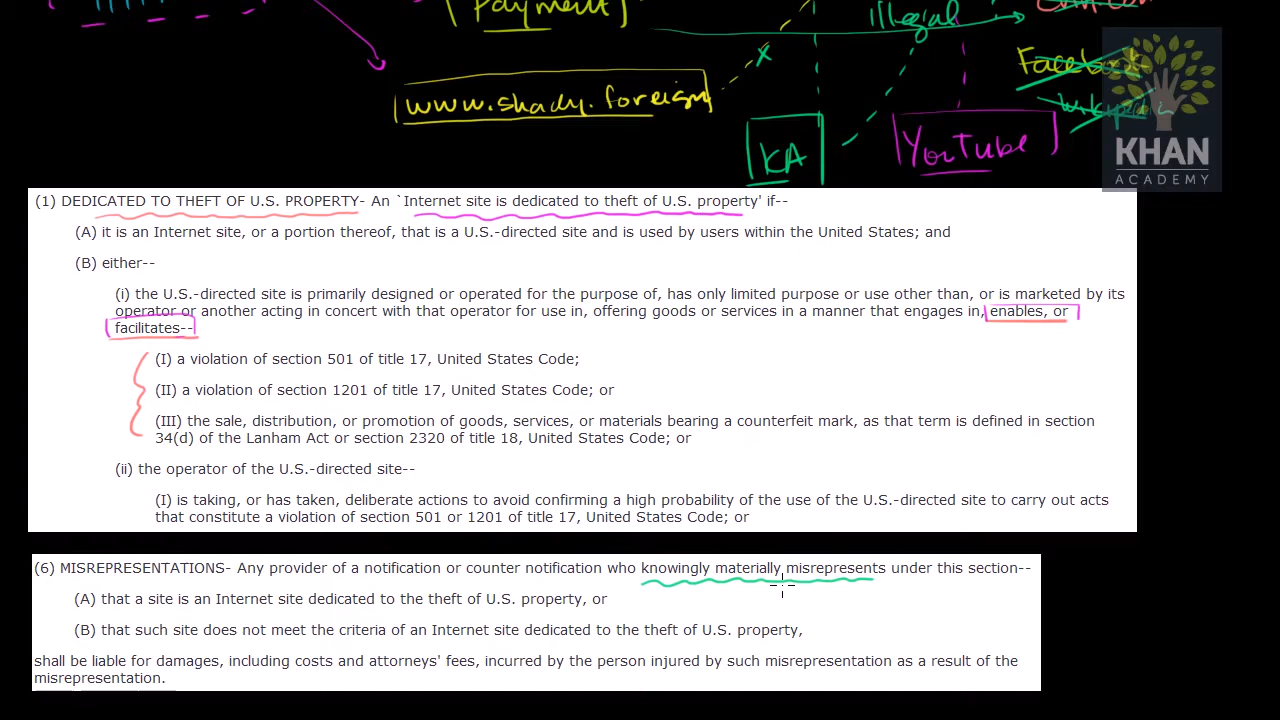 Payment
Illegal
Facebook
www.shady.foreign
KA
YouTube
KHAN
ACADEMY
(1) DEDICATED TO THEFT OF U.S. PROPERTY- An `Internet site is dedicated to theft of U.S. property' if--
(A) it is an Internet site, or a portion thereof, that is a U.S.-directed site and is used by users within the United States; and
(B) either--
(i) the U.S.-directed site is primarily designed or operated for the purpose of, has only limited purpose or use other than, or is marketed by its
operator or another acting in concert with that operator for use in, offering goods or services in a manner that engages in, enables, or
facilitates--
(I) a violation of section 501 of title 17, United States Code;
(II) a violation of section 1201 of title 17, United States Code; or
(III) the sale, distribution, or promotion of goods, services, or materials bearing a counterfeit mark, as that term is defined in section
34(d) of the Lanham Act or section 2320 of title 18, United States Code; or
(ii) the operator of the U.S.-directed site--
(I) is taking, or has taken, deliberate actions to avoid confirming a high probability of the use of the U.S.-directed site to carry out acts
that constitute a violation of section 501 or 1201 of title 17, United States Code; or
(6) MISREPRESENTATIONS- Any provider of a notification or counter notification who knowingly materially misrepresents under this section--
(A) that a site is an Internet site dedicated to the theft of U.S. property, or
(B) that such site does not meet the criteria of an Internet site dedicated to the theft of U.S. property,
shall be liable for damages, including costs and attorneys' fees, incurred by the person injured by such misrepresentation as a result of the
misrepresentation.